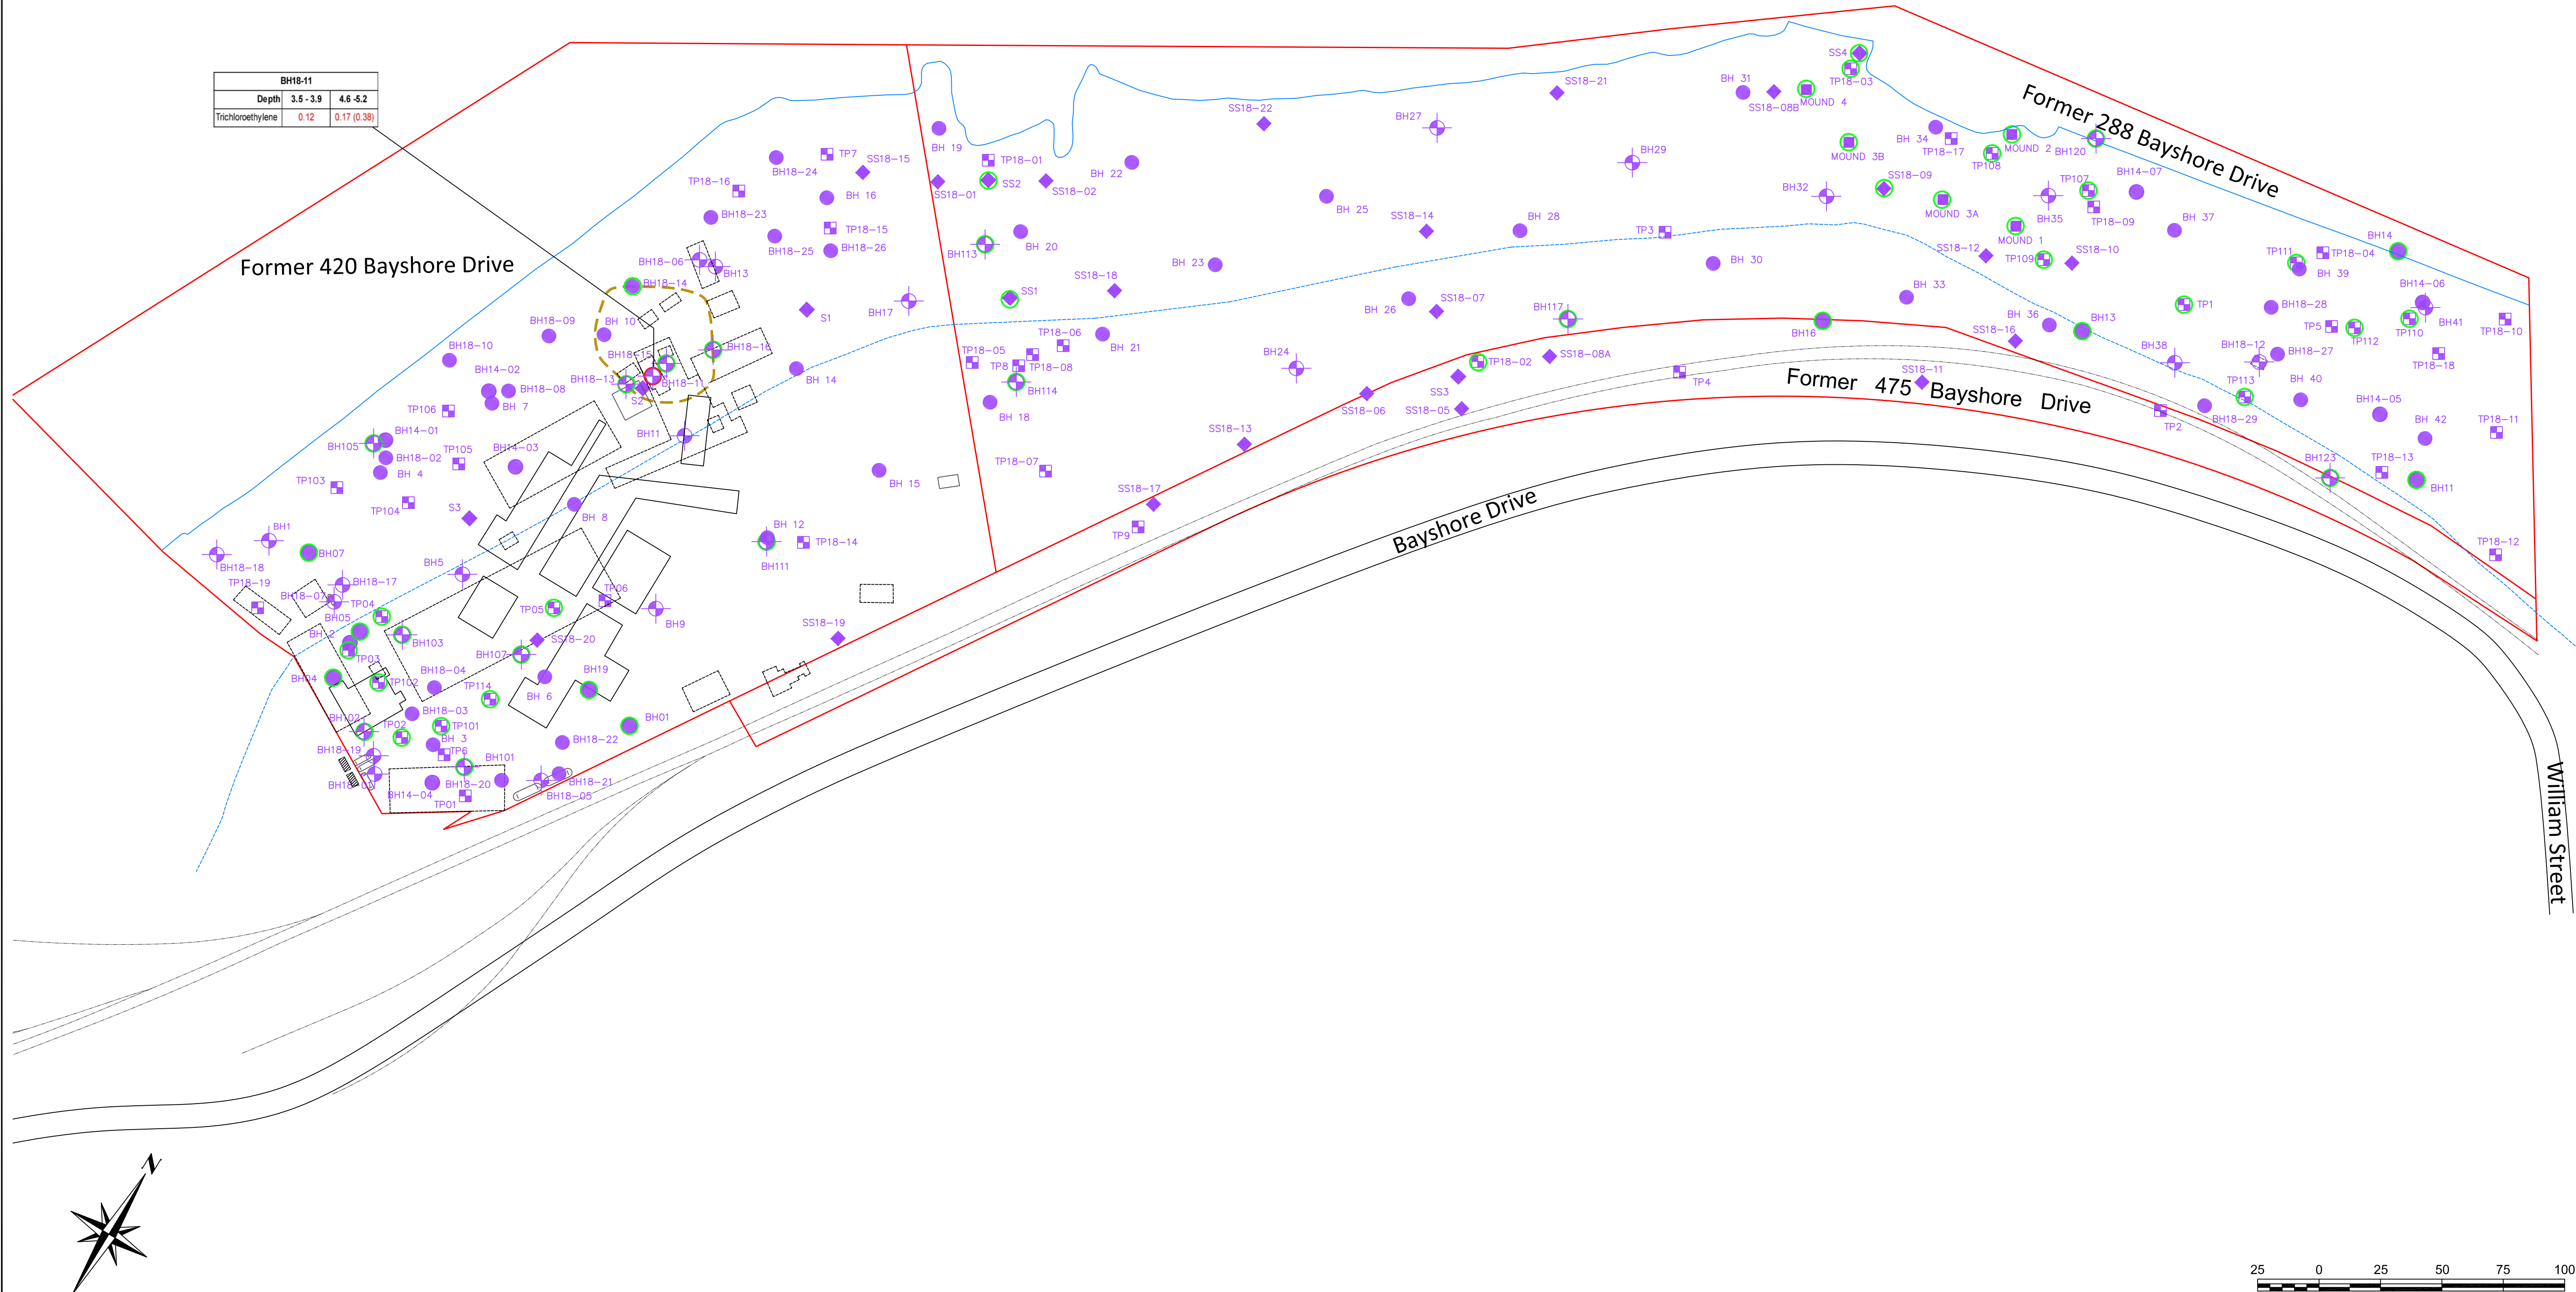 BH18-11
Depth 3.5 - 3.9 4.6 -5.2
Trichloroethylene 0.12 0.17 (0.38)
Former 420 Bayshore Drive
Former 288 Bayshore Drive
Former 475 Bayshore Drive
Bayshore Drive
William Street
SS4
TP18-03
BH 31
SS18-08B
MOUND 4
SS18-21
SS18-22
BH27
BH29
BH 34
TP18-17
MOUND 2
BH120
TP108
MOUND 3B
SS18-09
MOUND 3A
BH32
BH35
TP107
TP18-09
BH14-07
BH 37
MOUND 1
SS18-12
TP109
SS18-10
TP111
TP18-04
BH 39
BH14
BH14-06
BH41
TP18-10
TP110
TP112
TP5
BH18-28
TP1
TP18-18
BH18-27
BH18-12
BH38
BH13
BH 36
SS18-16
BH 33
BH 30
TP3
BH16
BH117
SS18-08A
TP18-02
SS3
SS18-05
SS18-06
TP4
SS18-11
TP2
BH18-29
TP113
BH 40
BH14-05
BH 42
TP18-11
TP18-13
BH11
BH123
TP18-12
BH 28
SS18-14
BH 25
BH 26
SS18-07
BH24
BH 23
SS18-13
SS18-17
TP9
BH 19
TP18-01
SS2
SS18-01
SS18-02
BH 22
BH 20
BH113
SS1
SS18-18
TP18-06
BH 21
TP18-05
TP8
TP18-08
BH114
BH 18
TP18-07
TP7
BH18-24
SS18-15
TP18-16
BH 16
BH18-23
TP18-15
BH18-25
BH18-26
BH18-06
BH13
BH18-14
BH17
S1
BH 10
BH18-09
BH18-10
BH18-15
BH18-16
BH18-13
BH18-11
S2
BH 14
BH14-02
BH18-08
BH 7
TP106
BH14-01
BH105
BH18-02
BH 4
TP105
BH14-03
BH11
TP103
TP104
S3
BH 8
BH 15
BH 12
TP18-14
BH111
BH1
BH18-18
BH07
BH5
TP18-19
BH18-17
BH18-07
TP04
BH05
BH 2
TP03
BH103
TP05
TP06
BH9
SS18-20
BH107
SS18-19
BH04
TP102
BH18-04
TP114
BH 6
BH19
BH01
BH102
TP02
BH18-03
TP101
BH 3
TP6
BH18-19
BH101
BH18-22
BH14-04
BH18-20
TP01
BH18-21
BH18-05
N
25 0 25 50 75 100